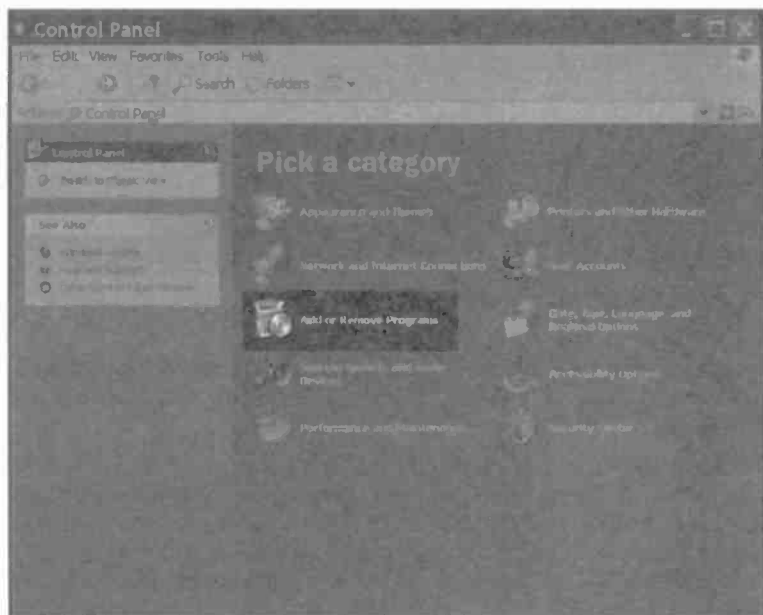 Control Panel
File Edit View Favorites Tools Help
Search Folders
Control Panel
Control Panel
Pick a category
See Also
Appearance and Themes
Printers and Other Hardware
Network and Internet Connections
User Accounts
Add or Remove Programs
Date, Time, Language, and
Regional Options
Devices
Accessibility Options
Performance and Maintenance
Security Center